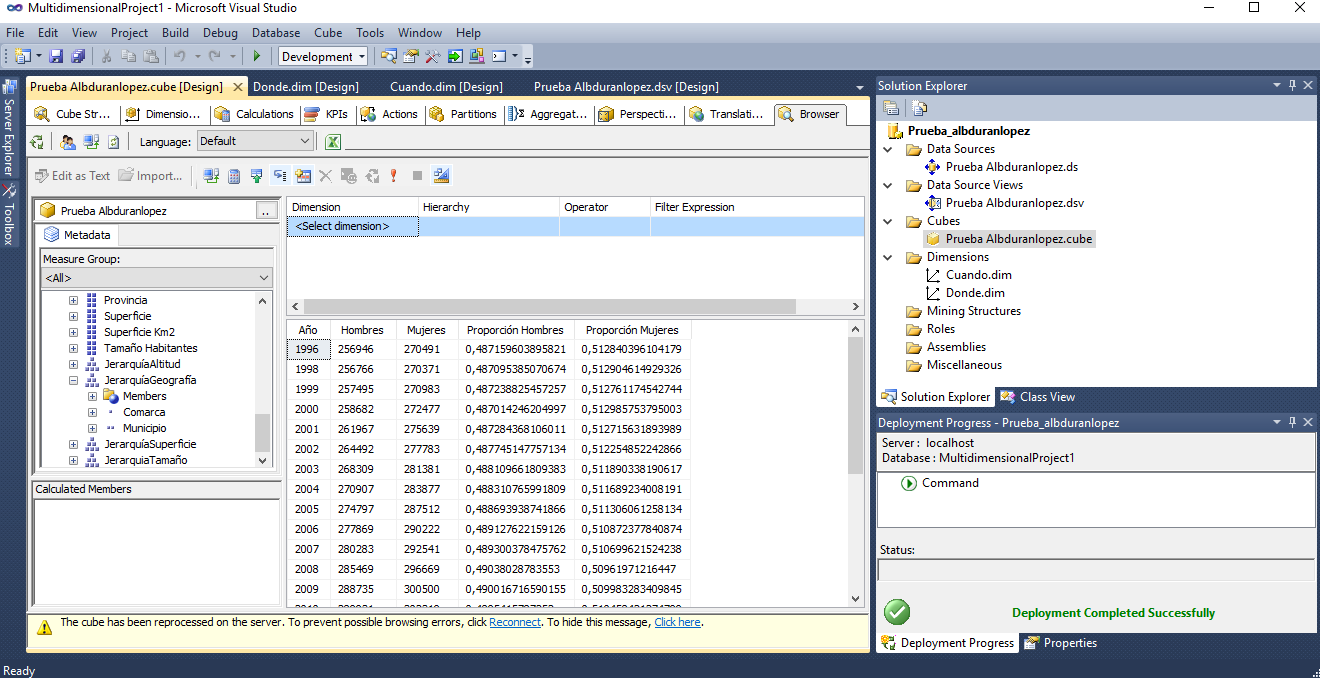 MultidimensionalProject1 - Microsoft Visual Studio
File Edit View Project Build Debug Database Cube Tools Window Help
Development
Server Explorer
Toolbox
Prueba Albduranlopez.cube [Design] Donde.dim [Design] Cuando.dim [Design] Prueba Albduranlopez.dsv [Design]
Cube Str... Dimensio... Calculations KPIs Actions Partitions Aggregat... Perspecti... Translati... Browser
Language: Default
Edit as Text Import...
Prueba Albduranlopez ..
Metadata
Measure Group:
<All>
Provincia
Superficie
Superficie Km2
Tamaño Habitantes
JerarquíaAltitud
JerarquíaGeografía
Members
Comarca
Municipio
JerarquíaSuperficie
JerarquiaTamaño
Calculated Members
Dimension Hierarchy Operator Filter Expression
<Select dimension>
Año Hombres Mujeres Proporción Hombres Proporción Mujeres
1996 256946 270491 0,487159603895821 0,512840396104179
1998 256766 270371 0,487095385070674 0,512904614929326
1999 257495 270983 0,487238825457257 0,512761174542744
2000 258682 272477 0,487014246204997 0,512985753795003
2001 261967 275639 0,487284368106011 0,512715631893989
2002 264492 277783 0,487745147757134 0,512254852242866
2003 268309 281381 0,488109661809383 0,511890338190617
2004 270907 283877 0,488310765991809 0,511689234008191
2005 274797 287512 0,488693938741866 0,511306061258134
2006 277869 290222 0,489127622159126 0,510872377840874
2007 280283 292541 0,489300378475762 0,510699621524238
2008 285469 296669 0,49038028783553 0,50961971216447
2009 288735 300500 0,490016716590155 0,509983283409845
The cube has been reprocessed on the server. To prevent possible browsing errors, click Reconnect. To hide this message, Click here.
Solution Explorer
Prueba_albduranlopez
Data Sources
Prueba Albduranlopez.ds
Data Source Views
Prueba Albduranlopez.dsv
Cubes
Prueba Albduranlopez.cube
Dimensions
Cuando.dim
Donde.dim
Mining Structures
Roles
Assemblies
Miscellaneous
Solution Explorer Class View
Deployment Progress - Prueba_albduranlopez
Server : localhost
Database : MultidimensionalProject1
Command
Status:
Deployment Completed Successfully
Deployment Progress Properties
Ready